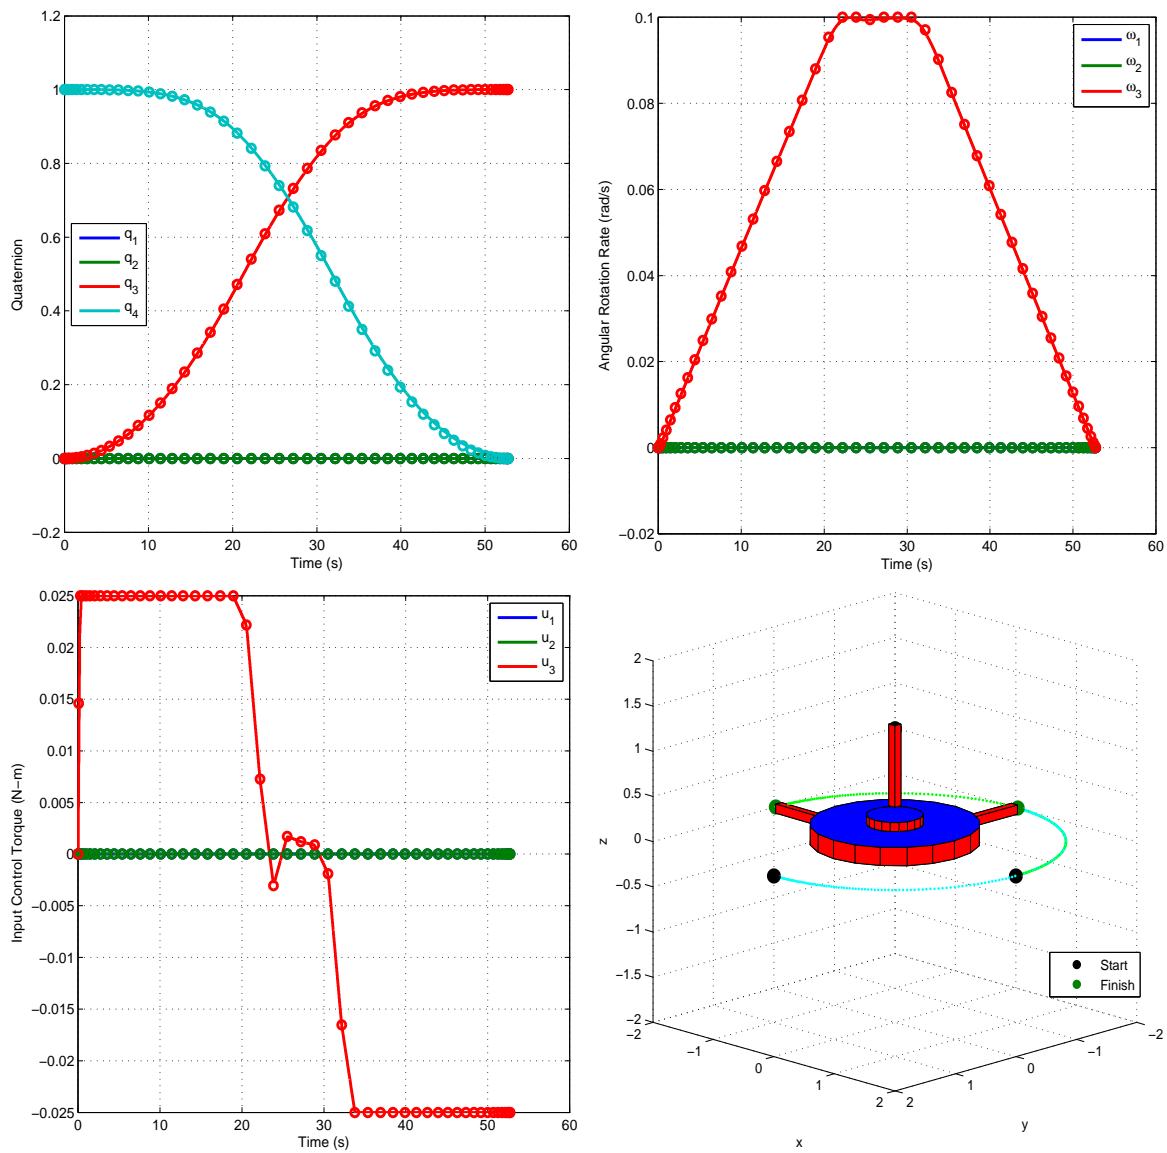 1.2
1
0.8
0.6
0.4
0.2
0
−0.2
Quaternion
q1
q2
q3
q4
0 10 20 30 40 50 60
Time (s)
0.1
0.08
0.06
0.04
0.02
0
−0.02
Angular Rotation Rate (rad/s)
ω1
ω2
ω3
0 10 20 30 40 50 60
Time (s)
0.025
0.02
0.015
0.01
0.005
0
−0.005
−0.01
−0.015
−0.02
−0.025
Input Control Torque (N−m)
u1
u2
u3
0 10 20 30 40 50 60
Time (s)
2
1.5
1
0.5
0
−0.5
−1
−1.5
−2
z
Start
Finish
−2 −1 0 1 2
x
2 1 0 −1 −2
y